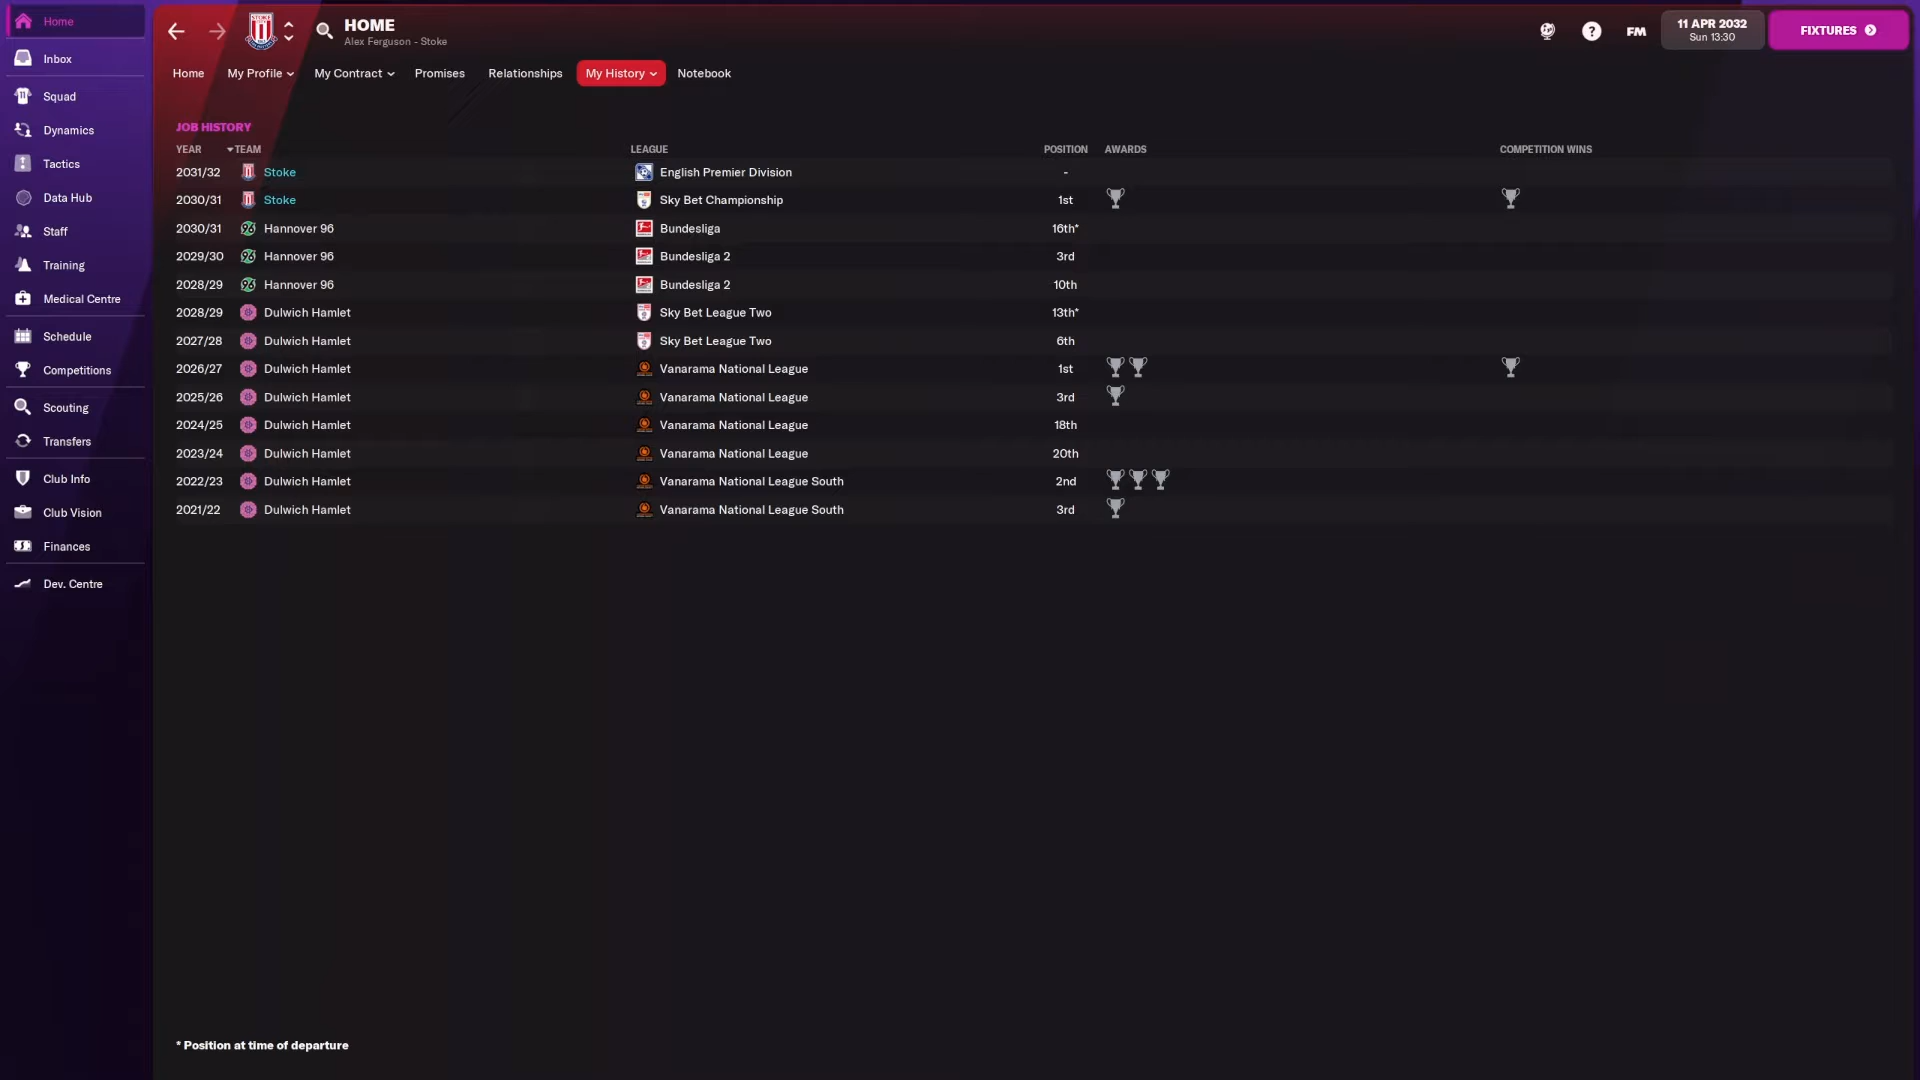 Home
Inbox
Squad
Dynamics
Tactics
Data Hub
Staff
Training
Medical Centre
Schedule
Competitions
Scouting
Transfers
Club Info
Club Vision
Finances
Dev. Centre
HOME
Alex Ferguson - Stoke
FM
11 APR 2032
Sun 13:30
FIXTURES
Home My Profile My Contract Promises Relationships My History Notebook
JOB HISTORY
YEAR TEAM LEAGUE POSITION AWARDS COMPETITION WINS
2031/32 Stoke English Premier Division -
2030/31 Stoke Sky Bet Championship 1st
2030/31 Hannover 96 Bundesliga 16th*
2029/30 Hannover 96 Bundesliga 2 3rd
2028/29 Hannover 96 Bundesliga 2 10th
2028/29 Dulwich Hamlet Sky Bet League Two 13th*
2027/28 Dulwich Hamlet Sky Bet League Two 6th
2026/27 Dulwich Hamlet Vanarama National League 1st
2025/26 Dulwich Hamlet Vanarama National League 3rd
2024/25 Dulwich Hamlet Vanarama National League 18th
2023/24 Dulwich Hamlet Vanarama National League 20th
2022/23 Dulwich Hamlet Vanarama National League South 2nd
2021/22 Dulwich Hamlet Vanarama National League South 3rd
* Position at time of departure